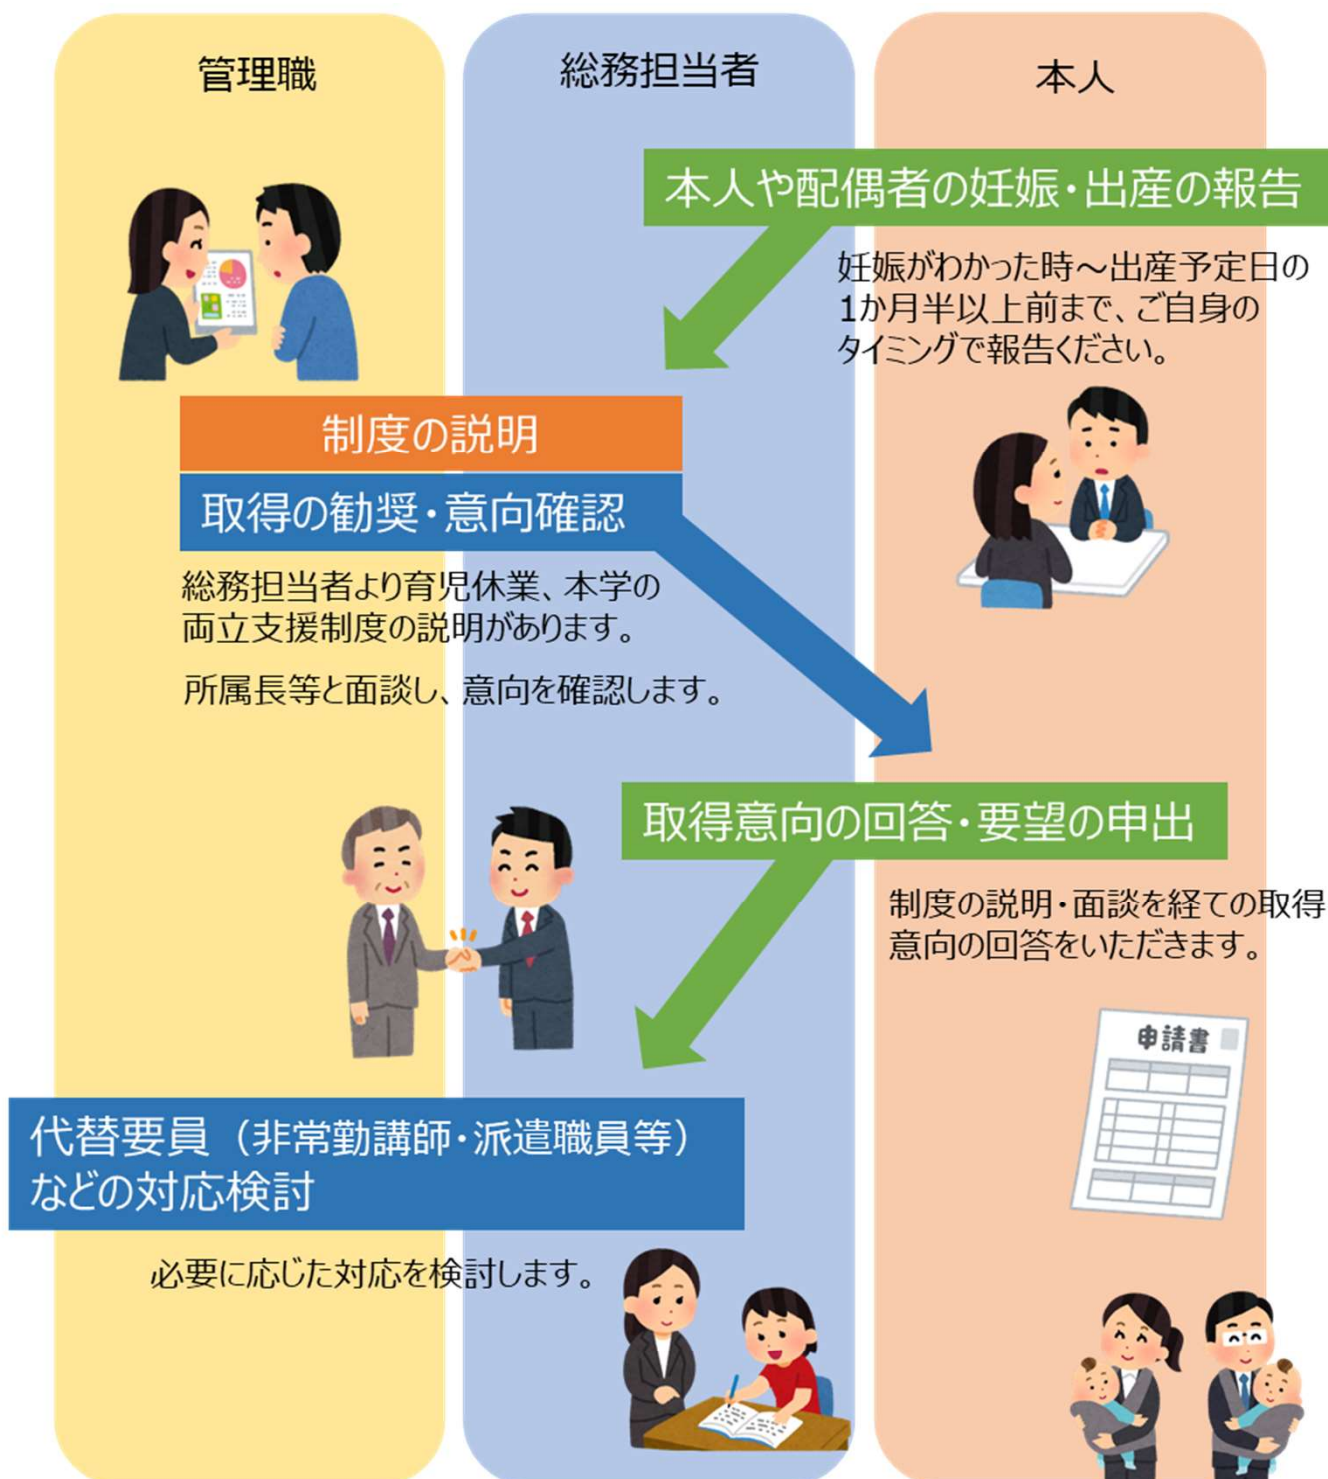 管理職
総務担当者
本人
本人や配偶者の妊娠・出産の報告
妊娠がわかった時～出産予定日の
1か月半以上前まで、ご自身の
タイミングで報告ください。
制度の説明
取得の勧奨・意向確認
総務担当者より育児休業、本学の
両立支援制度の説明があります。
所属長等と面談し、意向を確認します。
取得意向の回答・要望の申出
制度の説明・面談を経ての取得
意向の回答をいただきます。
申請書
代替要員（非常勤講師・派遣職員等）
などの対応検討
必要に応じた対応を検討します。